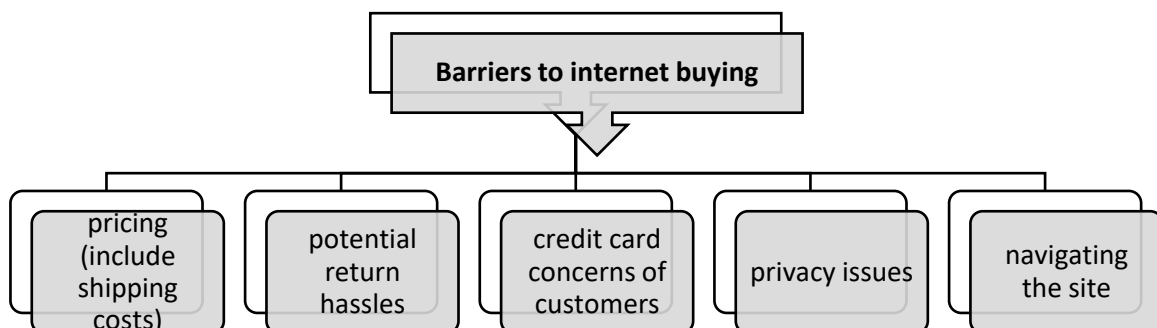 Barriers to internet buying
pricing
(include
shipping
costs)
potential
return
hassles
credit card
concerns of
customers
privacy issues
navigating
the site